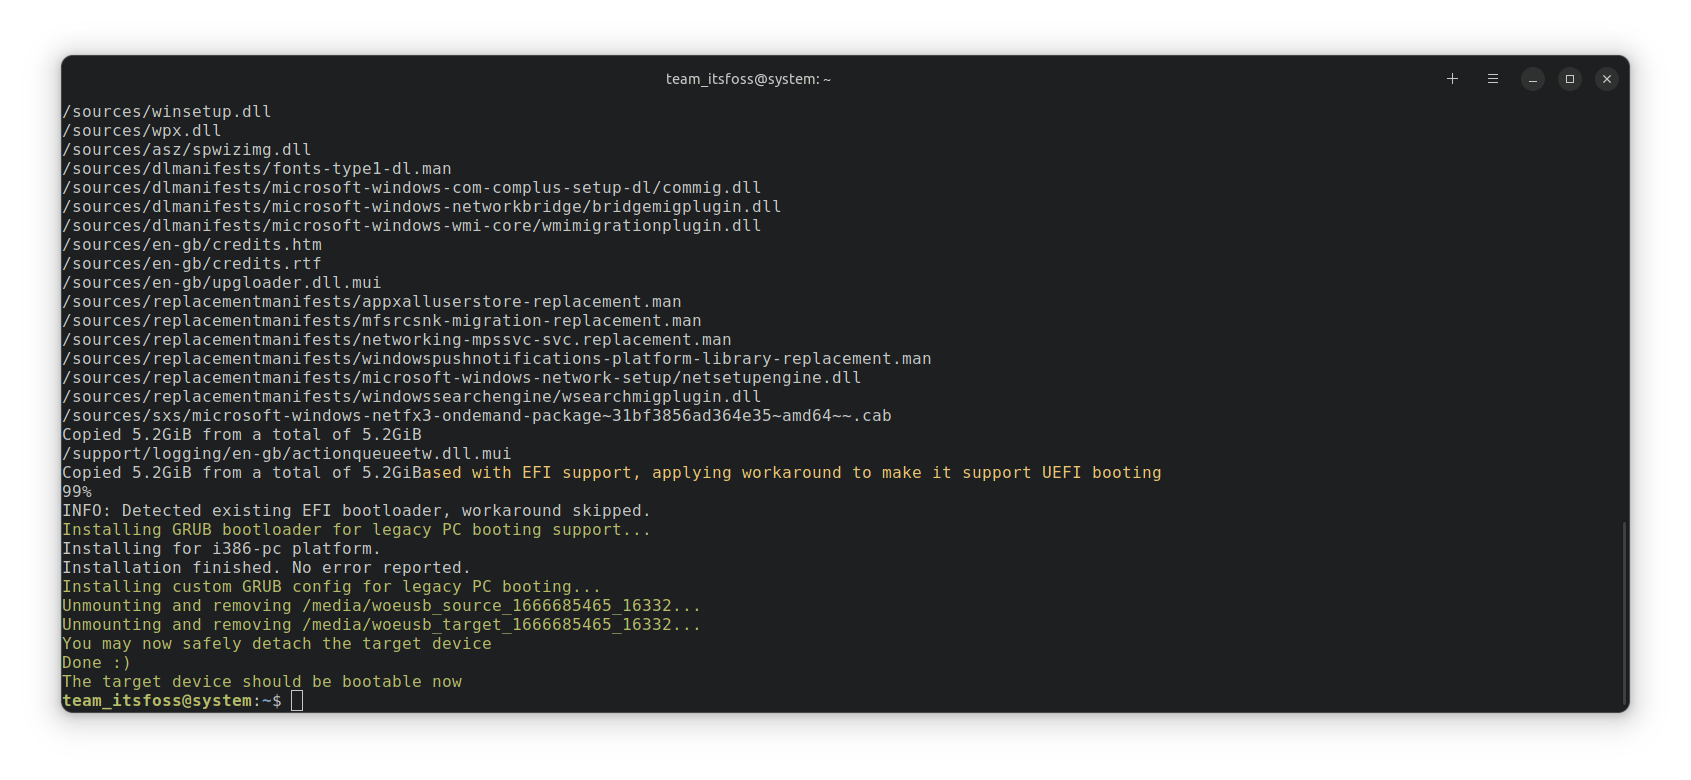 team_itsfoss@system: ~
/sources/winsetup.dll
/sources/wpx.dll
/sources/asz/spwizimg.dll
/sources/dlmanifests/fonts-type1-dl.man
/sources/dlmanifests/microsoft-windows-com-complus-setup-dl/commig.dll
/sources/dlmanifests/microsoft-windows-networkbridge/bridgemigplugin.dll
/sources/dlmanifests/microsoft-windows-wmi-core/wmimigrationplugin.dll
/sources/en-gb/credits.htm
/sources/en-gb/credits.rtf
/sources/en-gb/upgloader.dll.mui
/sources/replacementmanifests/appxalluserstore-replacement.man
/sources/replacementmanifests/mfsrcsnk-migration-replacement.man
/sources/replacementmanifests/networking-mpssvc-svc.replacement.man
/sources/replacementmanifests/windowspushnotifications-platform-library-replacement.man
/sources/replacementmanifests/microsoft-windows-network-setup/netsetupengine.dll
/sources/replacementmanifests/windowssearchengine/wsearchmigplugin.dll
/sources/sxs/microsoft-windows-netfx3-ondemand-package~31bf3856ad364e35~amd64~~.cab
Copied 5.2GiB from a total of 5.2GiB
/support/logging/en-gb/actionqueueetw.dll.mui
Copied 5.2GiB from a total of 5.2GiBased with EFI support, applying workaround to make it support UEFI booting
99%
INFO: Detected existing EFI bootloader, workaround skipped.
Installing GRUB bootloader for legacy PC booting support...
Installing for i386-pc platform.
Installation finished. No error reported.
Installing custom GRUB config for legacy PC booting...
Unmounting and removing /media/woeusb_source_1666685465_16332...
Unmounting and removing /media/woeusb_target_1666685465_16332...
You may now safely detach the target device
Done :)
The target device should be bootable now
team_itsfoss@system:~$